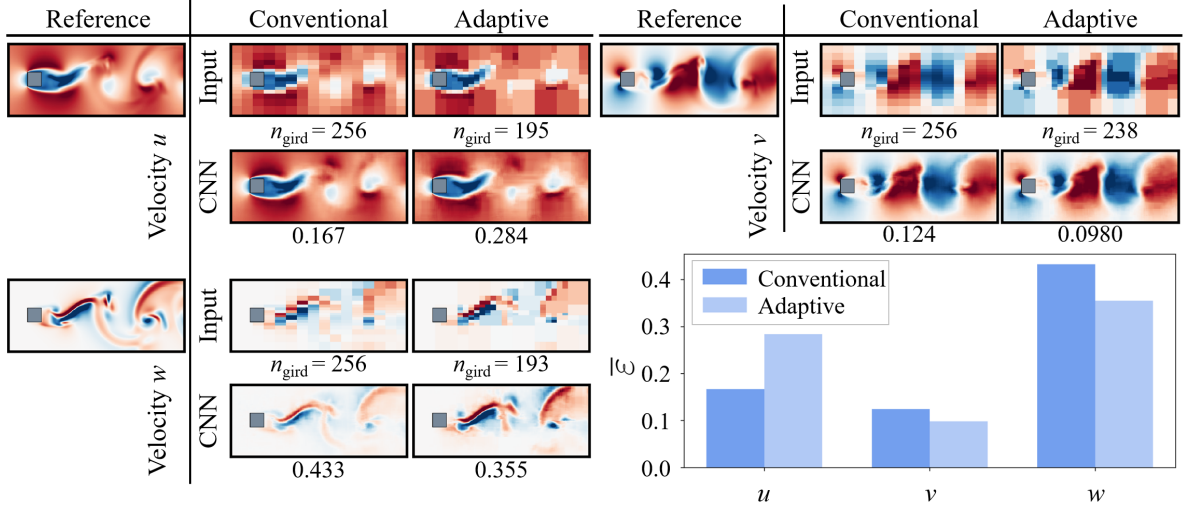 Reference Conventional Adaptive
Input
n_gird = 256 n_gird = 195
Velocity u
CNN
0.167 0.284
Reference Conventional Adaptive
Input
n_gird = 256 n_gird = 238
Velocity v
CNN
0.124 0.0980
Input
n_gird = 256 n_gird = 193
Velocity w
CNN
0.433 0.355
0.4
0.3
0.2
0.1
0.0
ε̅
Conventional
Adaptive
u v w